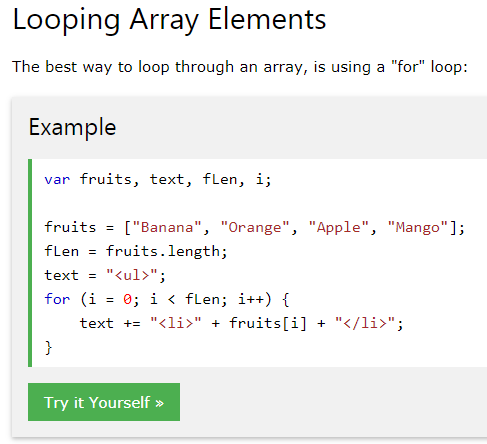 Looping Array Elements
The best way to loop through an array, is using a "for" loop:
Example
var fruits, text, fLen, i;
fruits = ["Banana", "Orange", "Apple", "Mango"];
fLen = fruits.length;
text = "<ul>";
for (i = 0; i < fLen; i++) {
    text += "<li>" + fruits[i] + "</li>";
}
Try it Yourself »